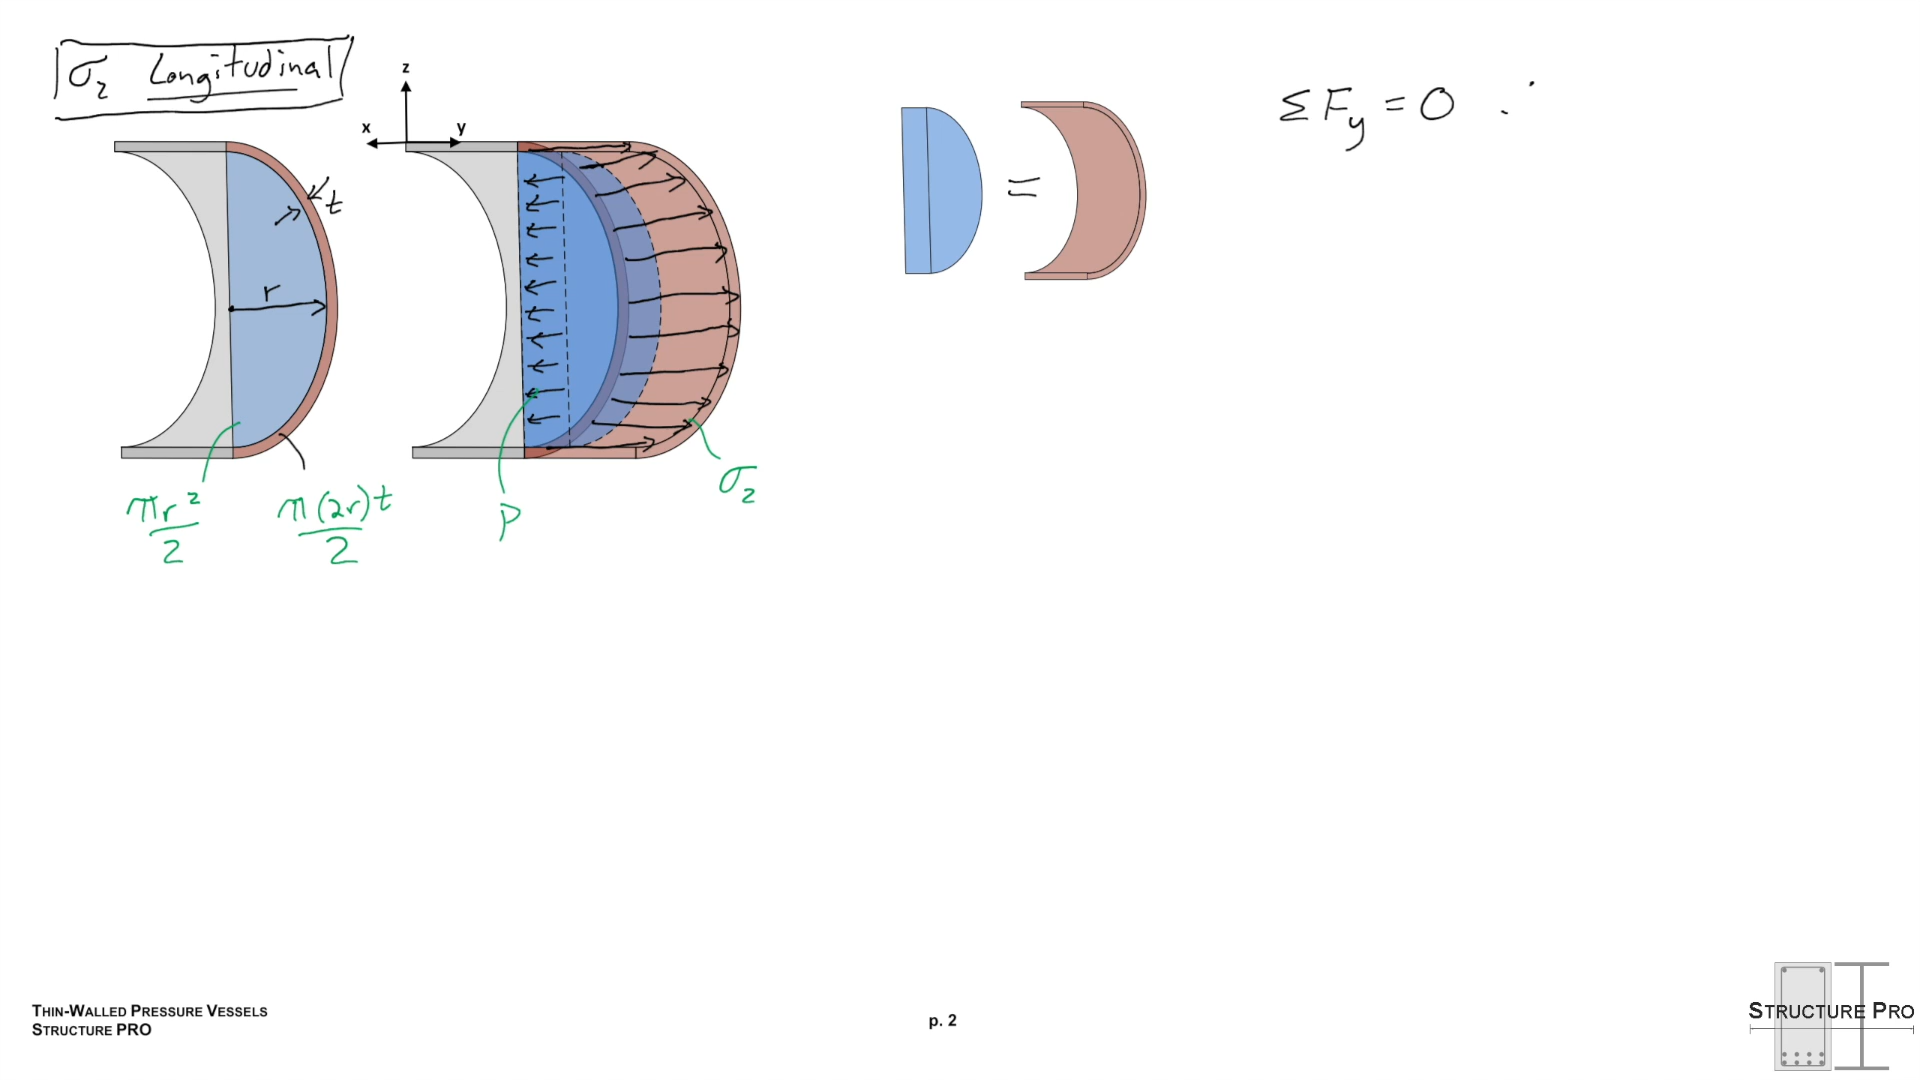 σ₂ Longitudinal
z
x
y
t
r
πr²/2
π(2r)t/2
P
σ₂
=
ΣFy = 0 ∴
THIN-WALLED PRESSURE VESSELS
STRUCTURE PRO
p. 2
STRUCTURE PRO